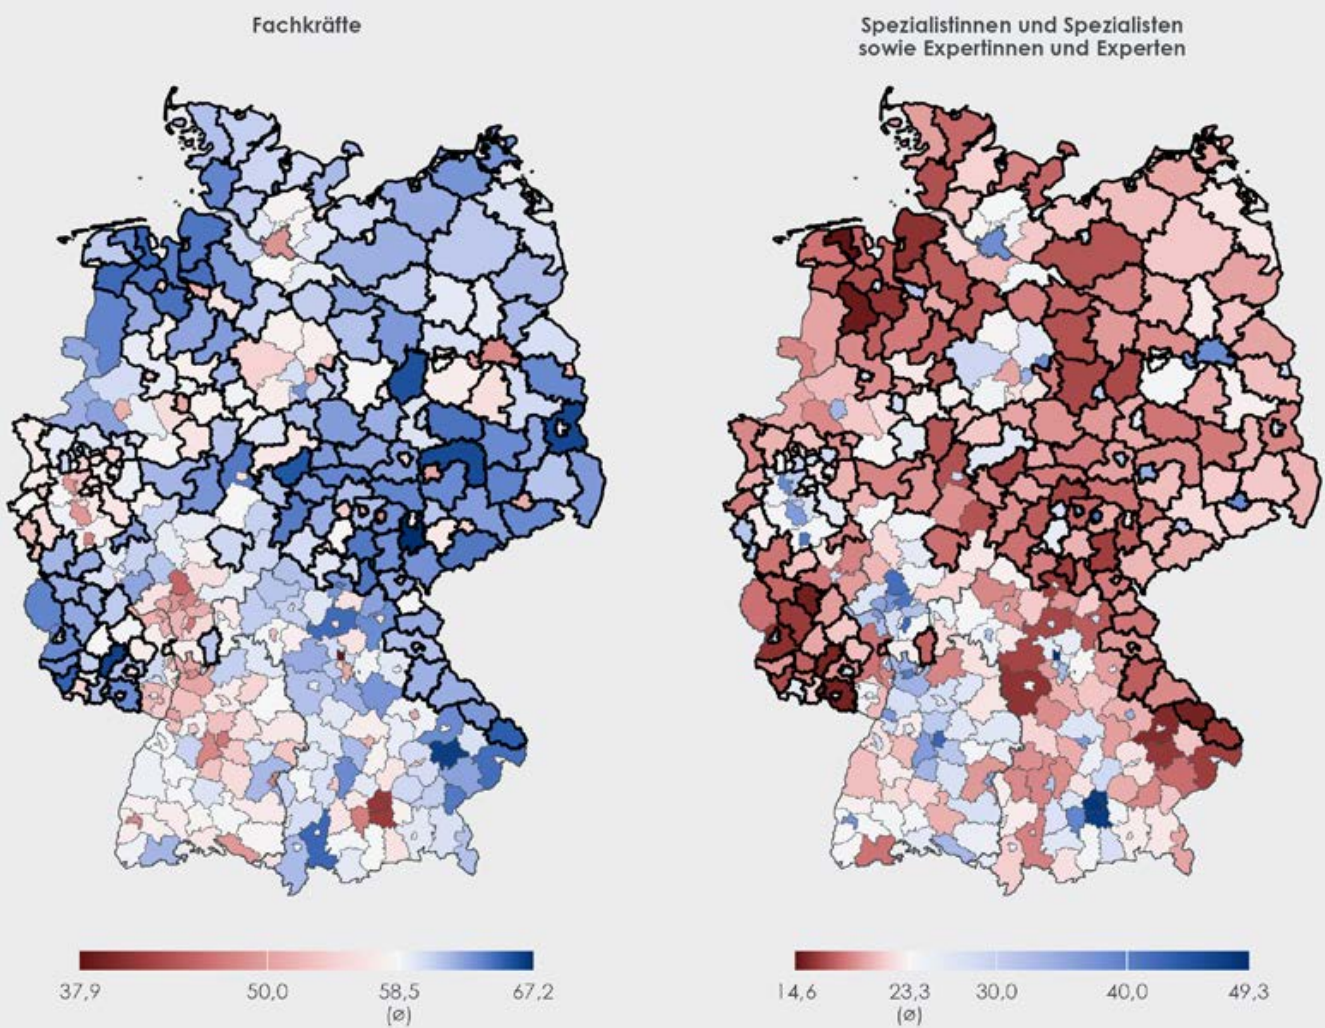 Fachkräfte
Spezialistinnen und Spezialisten
sowie Expertinnen und Experten
37,9 50,0 58,5 67,2
(ø)
14,6 23,3 30,0 40,0 49,3
(ø)